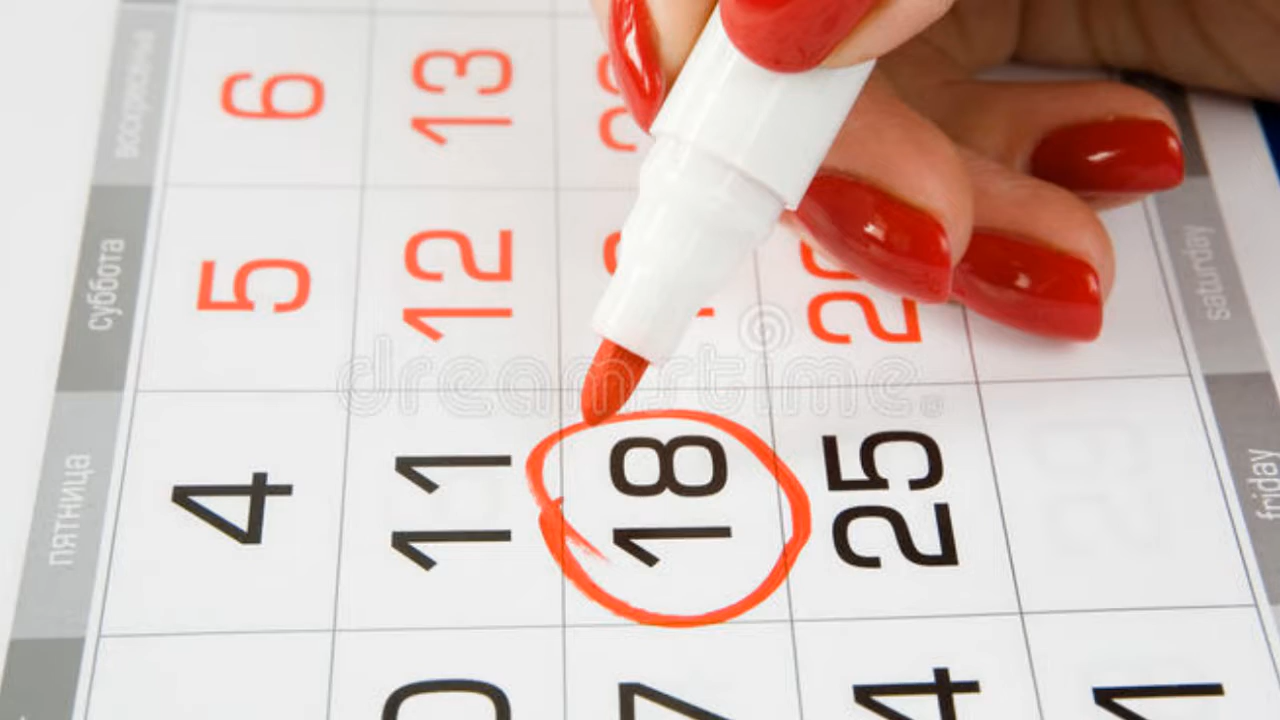 воскресенье
6 13
суббота
5 12
saturday
dreamstime
пятница
4 11 18 25
friday